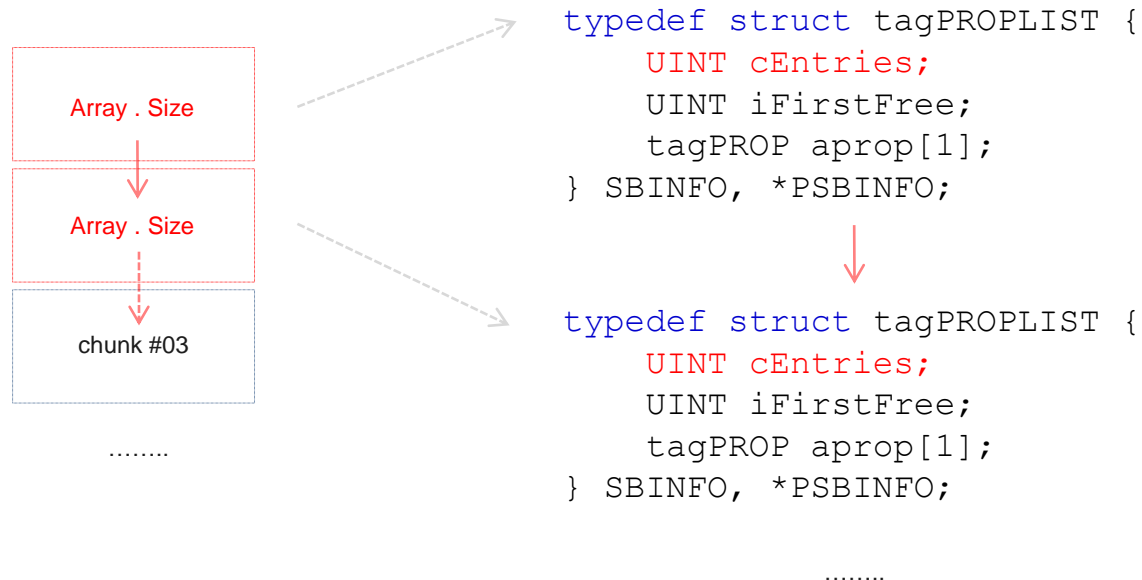 Array . Size
Array . Size
chunk #03
........
typedef struct tagPROPLIST {
    UINT cEntries;
    UINT iFirstFree;
    tagPROP aprop[1];
} SBINFO, *PSBINFO;
typedef struct tagPROPLIST {
    UINT cEntries;
    UINT iFirstFree;
    tagPROP aprop[1];
} SBINFO, *PSBINFO;
........